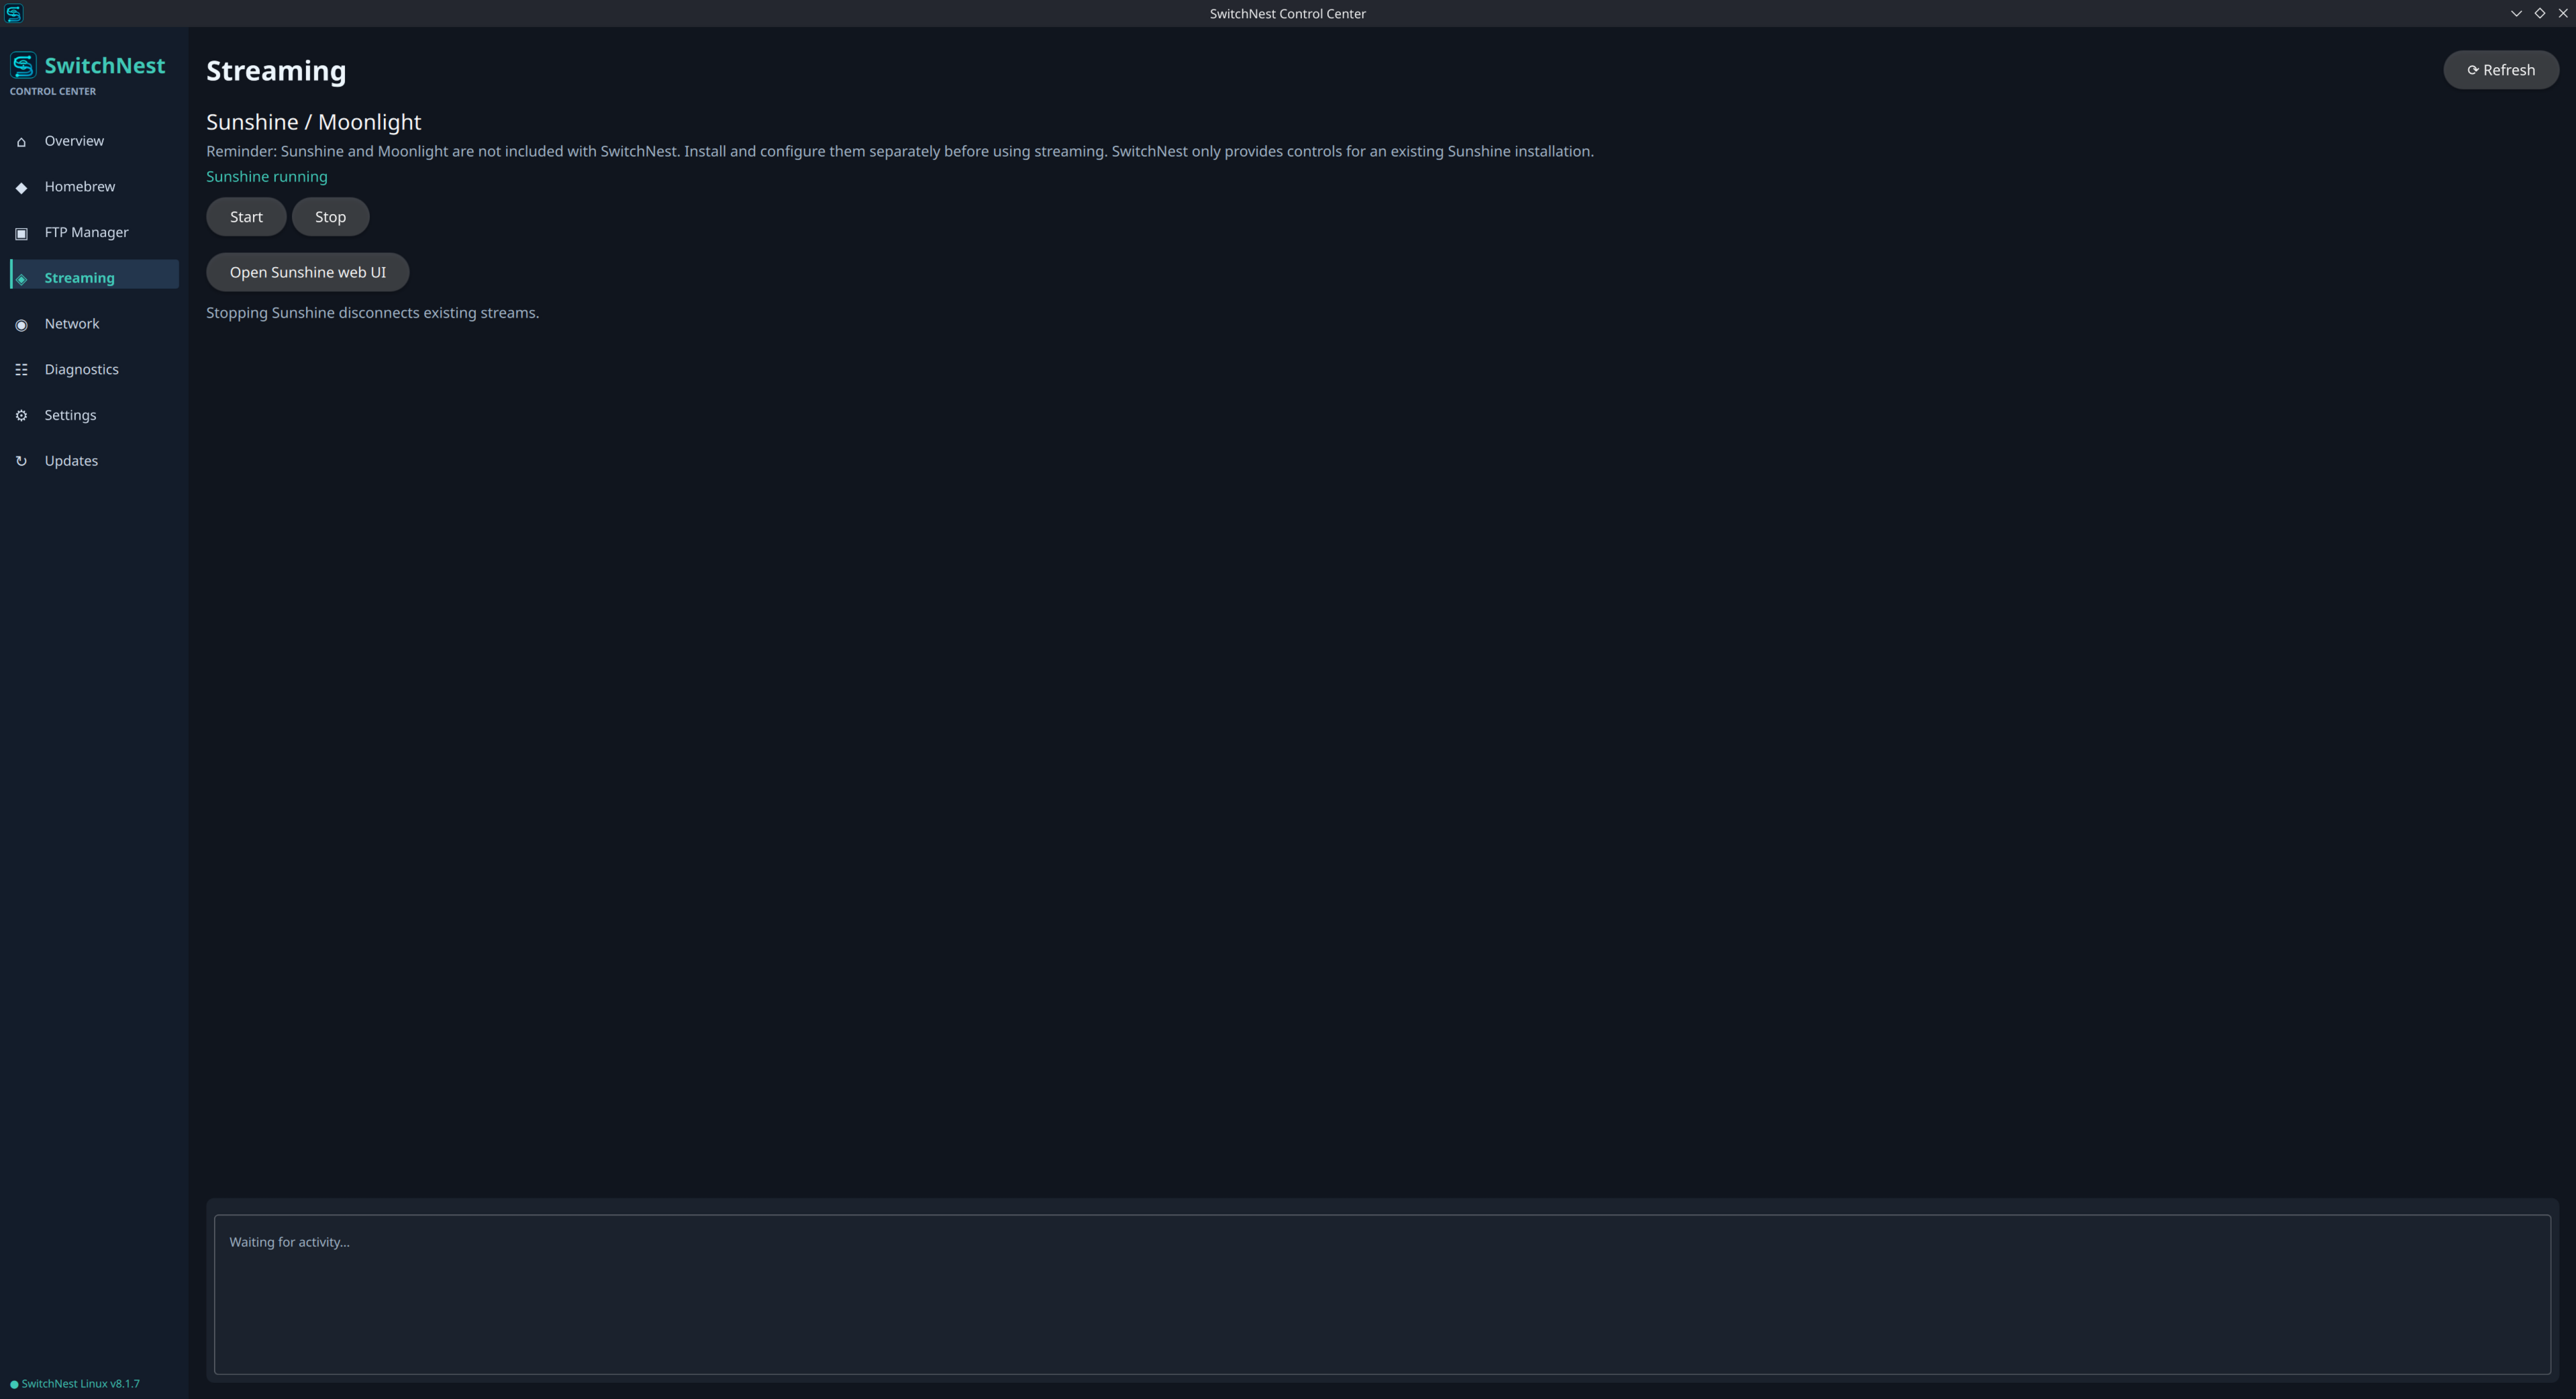 SwitchNest Control Center
SwitchNest
CONTROL CENTER
Overview
Homebrew
FTP Manager
Streaming
Network
Diagnostics
Settings
Updates
SwitchNest Linux v8.1.7
Streaming
Refresh
Sunshine / Moonlight
Reminder: Sunshine and Moonlight are not included with SwitchNest. Install and configure them separately before using streaming. SwitchNest only provides controls for an existing Sunshine installation.
Sunshine running
Start Stop
Open Sunshine web UI
Stopping Sunshine disconnects existing streams.
Waiting for activity...